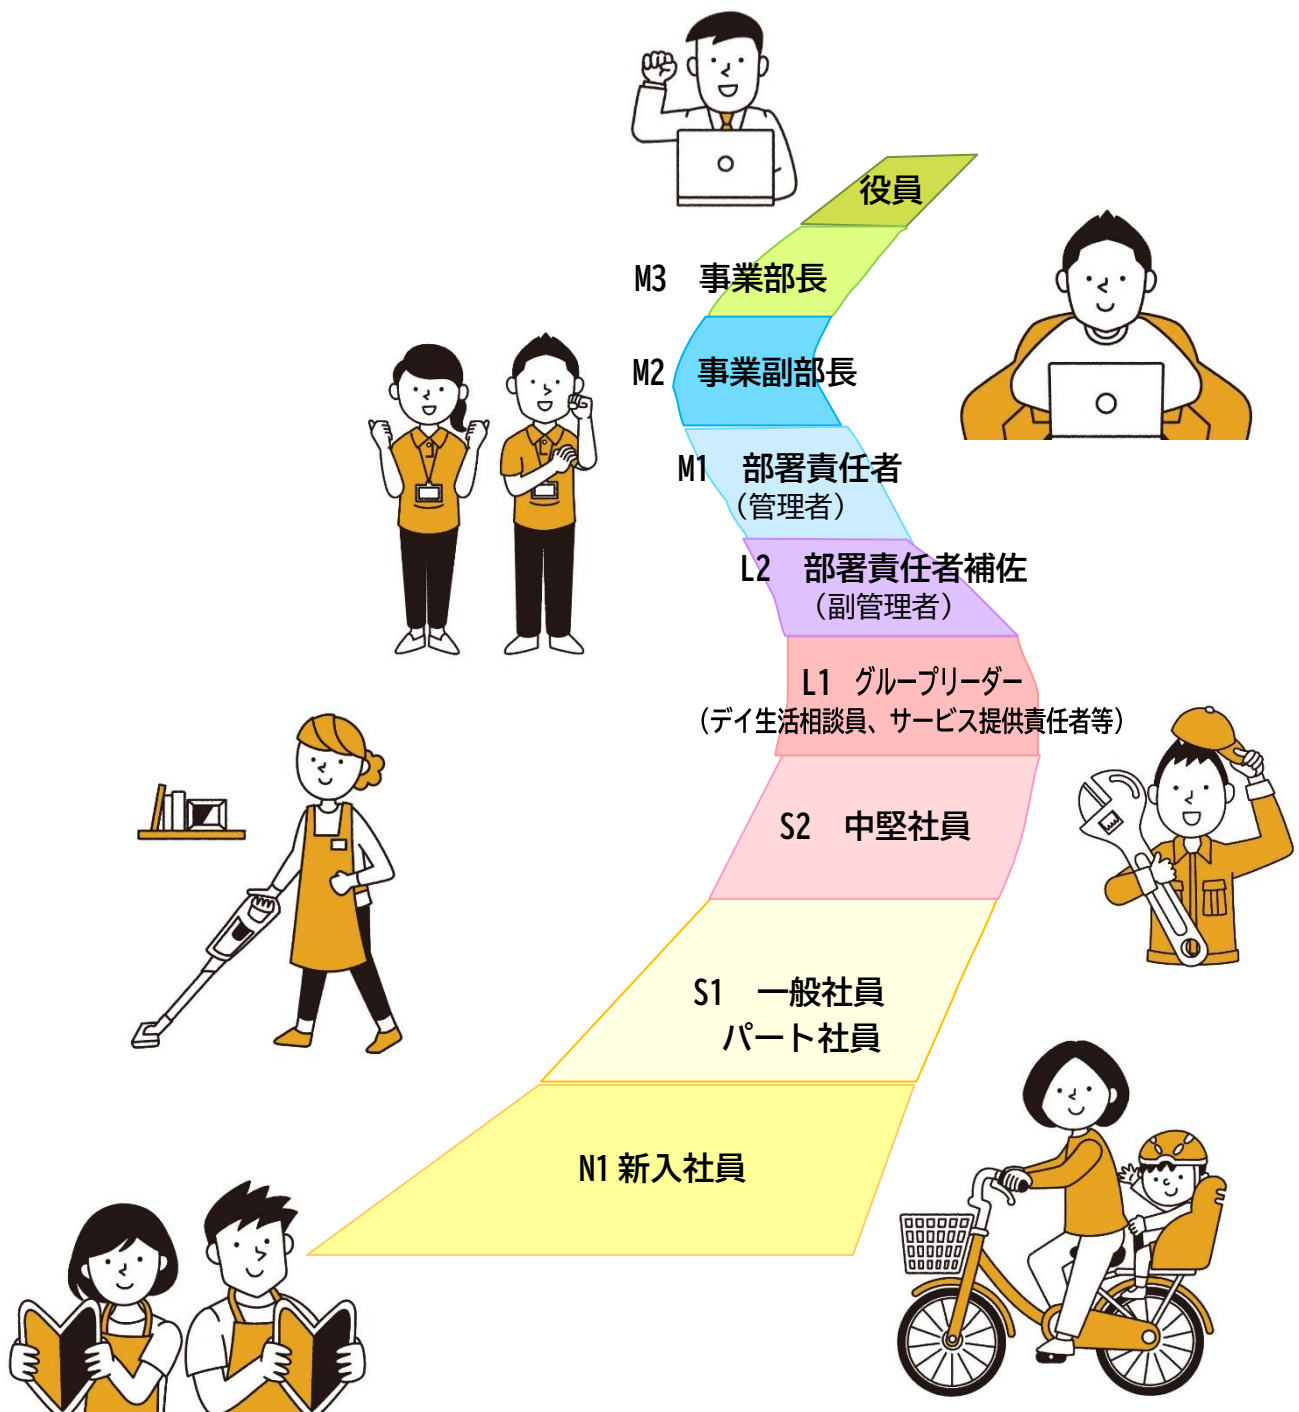 役員
M3　事業部長
M2　事業副部長
M1　部署責任者
（管理者）
L2　部署責任者補佐
（副管理者）
L1　グループリーダー
（デイ生活相談員、サービス提供責任者等）
S2　中堅社員
S1　一般社員
パート社員
N1 新入社員